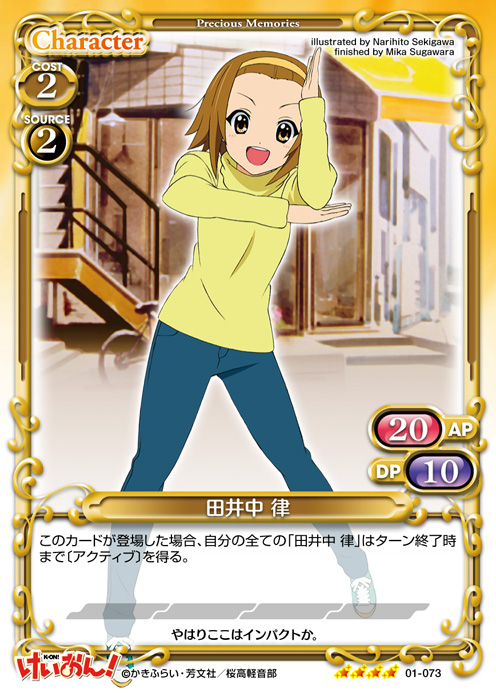 Precious Memories
Character
illustrated by Narihito Sekigawa
finished by Mika Sugawara
COST
2
SOURCE
2
20 AP
DP 10
田井中 律
このカードが登場した場合、自分の全ての「田井中 律」はターン終了時
まで〔アクティブ〕を得る。
やはりここはインパクトか。
K-ON!
けいおん!
©かきふらい・芳文社／桜高軽音部
01-073